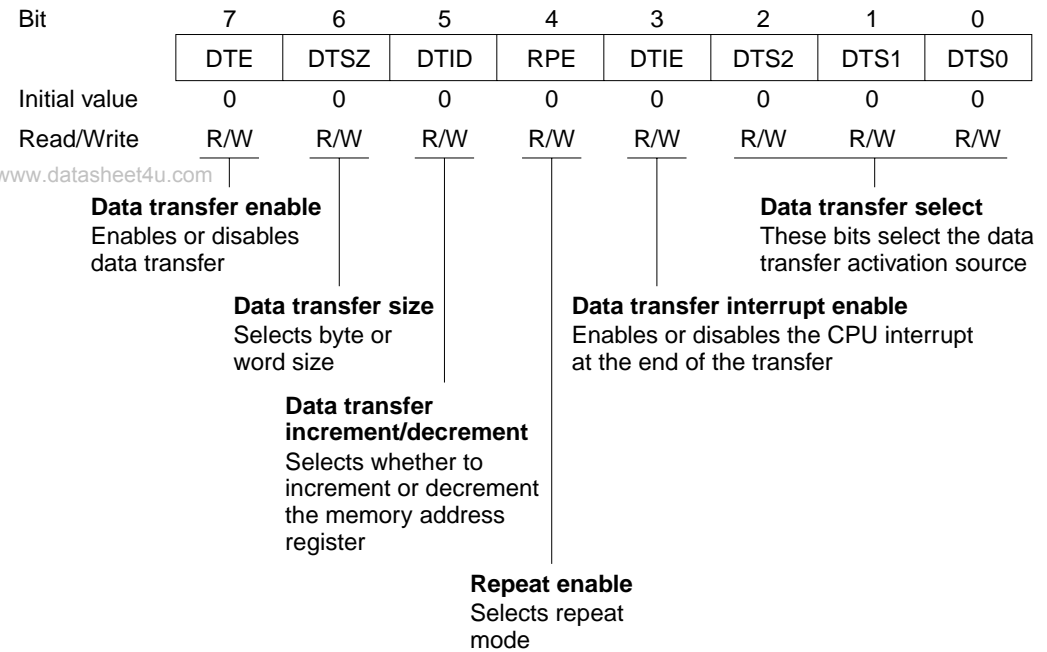 Bit 7 6 5 4 3 2 1 0
DTE DTSZ DTID RPE DTIE DTS2 DTS1 DTS0
Initial value 0 0 0 0 0 0 0 0
Read/Write R/W R/W R/W R/W R/W R/W R/W R/W
www.datasheet4u.com
Data transfer enable
Enables or disables
data transfer
Data transfer select
These bits select the data
transfer activation source
Data transfer size
Selects byte or
word size
Data transfer interrupt enable
Enables or disables the CPU interrupt
at the end of the transfer
Data transfer
increment/decrement
Selects whether to
increment or decrement
the memory address
register
Repeat enable
Selects repeat
mode